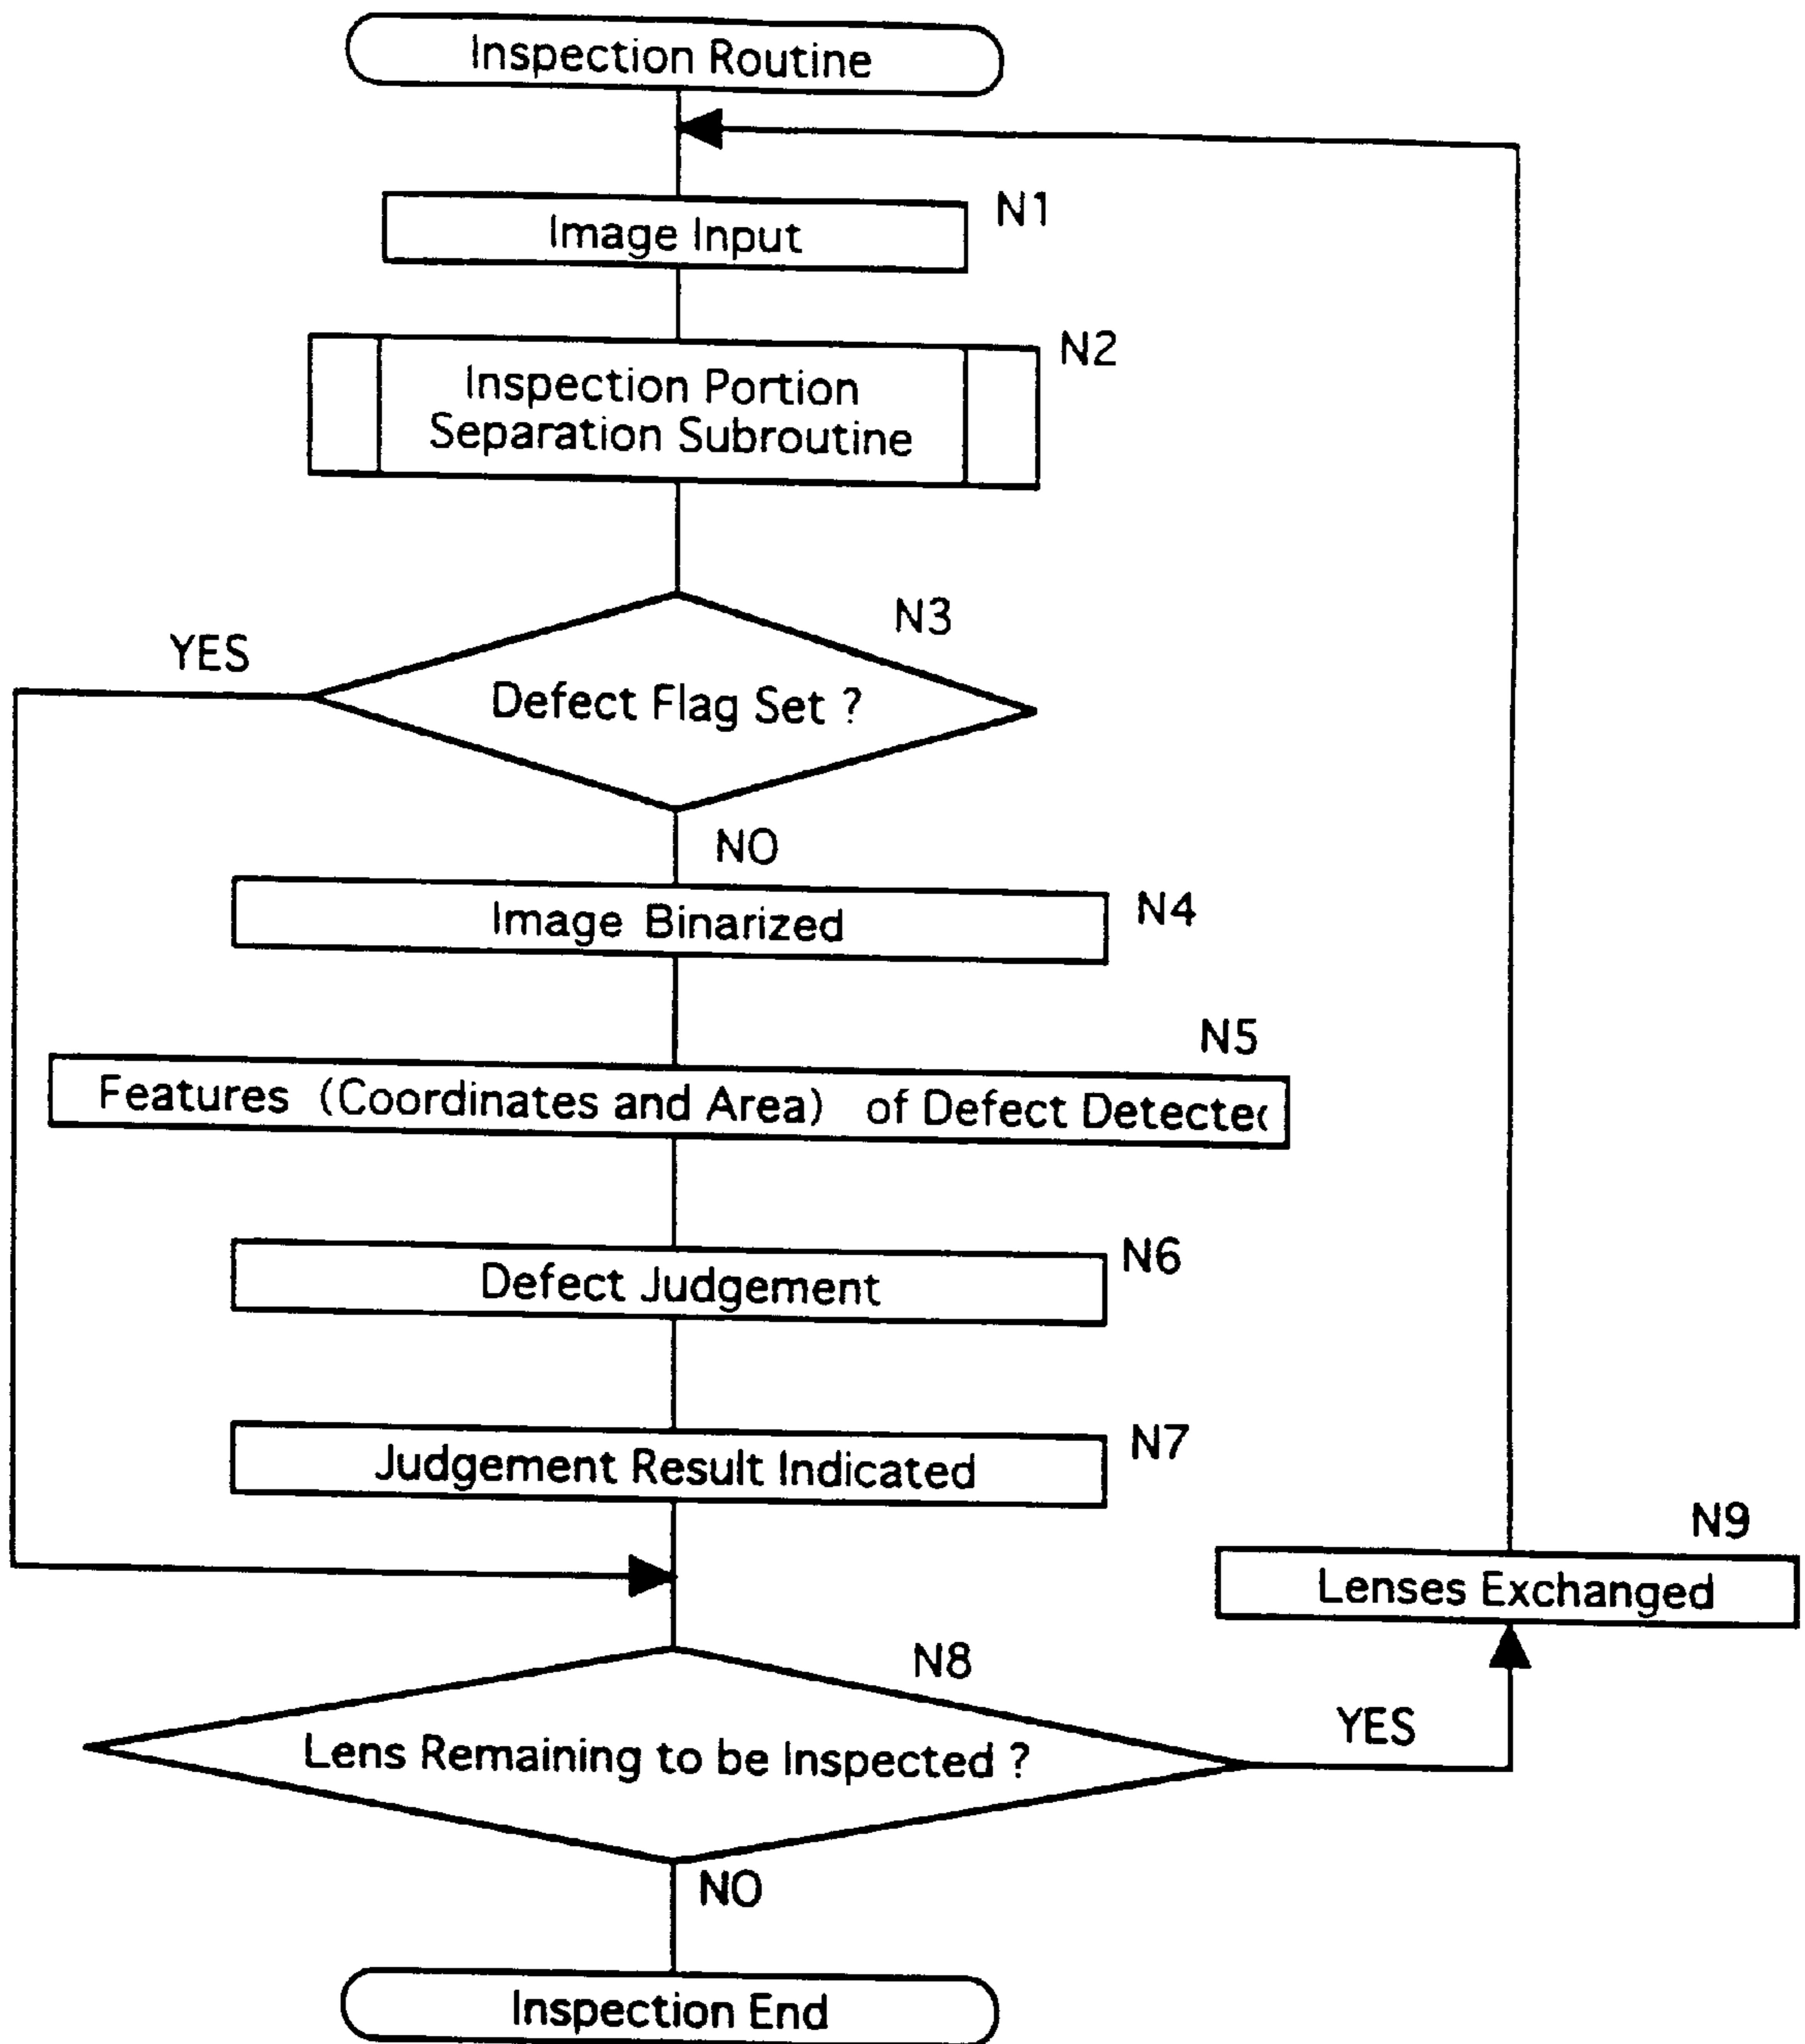 Inspection Routine
N1
Image Input
N2
Inspection Portion
Separation Subroutine
N3
YES
Defect Flag Set ?
NO
Image Binarized
N4
N5
Features (Coordinates and Area) of Defect Detected
Defect Judgement
N6
Judgement Result Indicated
N7
N9
Lenses Exchanged
N8
Lens Remaining to be Inspected ?
YES
NO
Inspection End